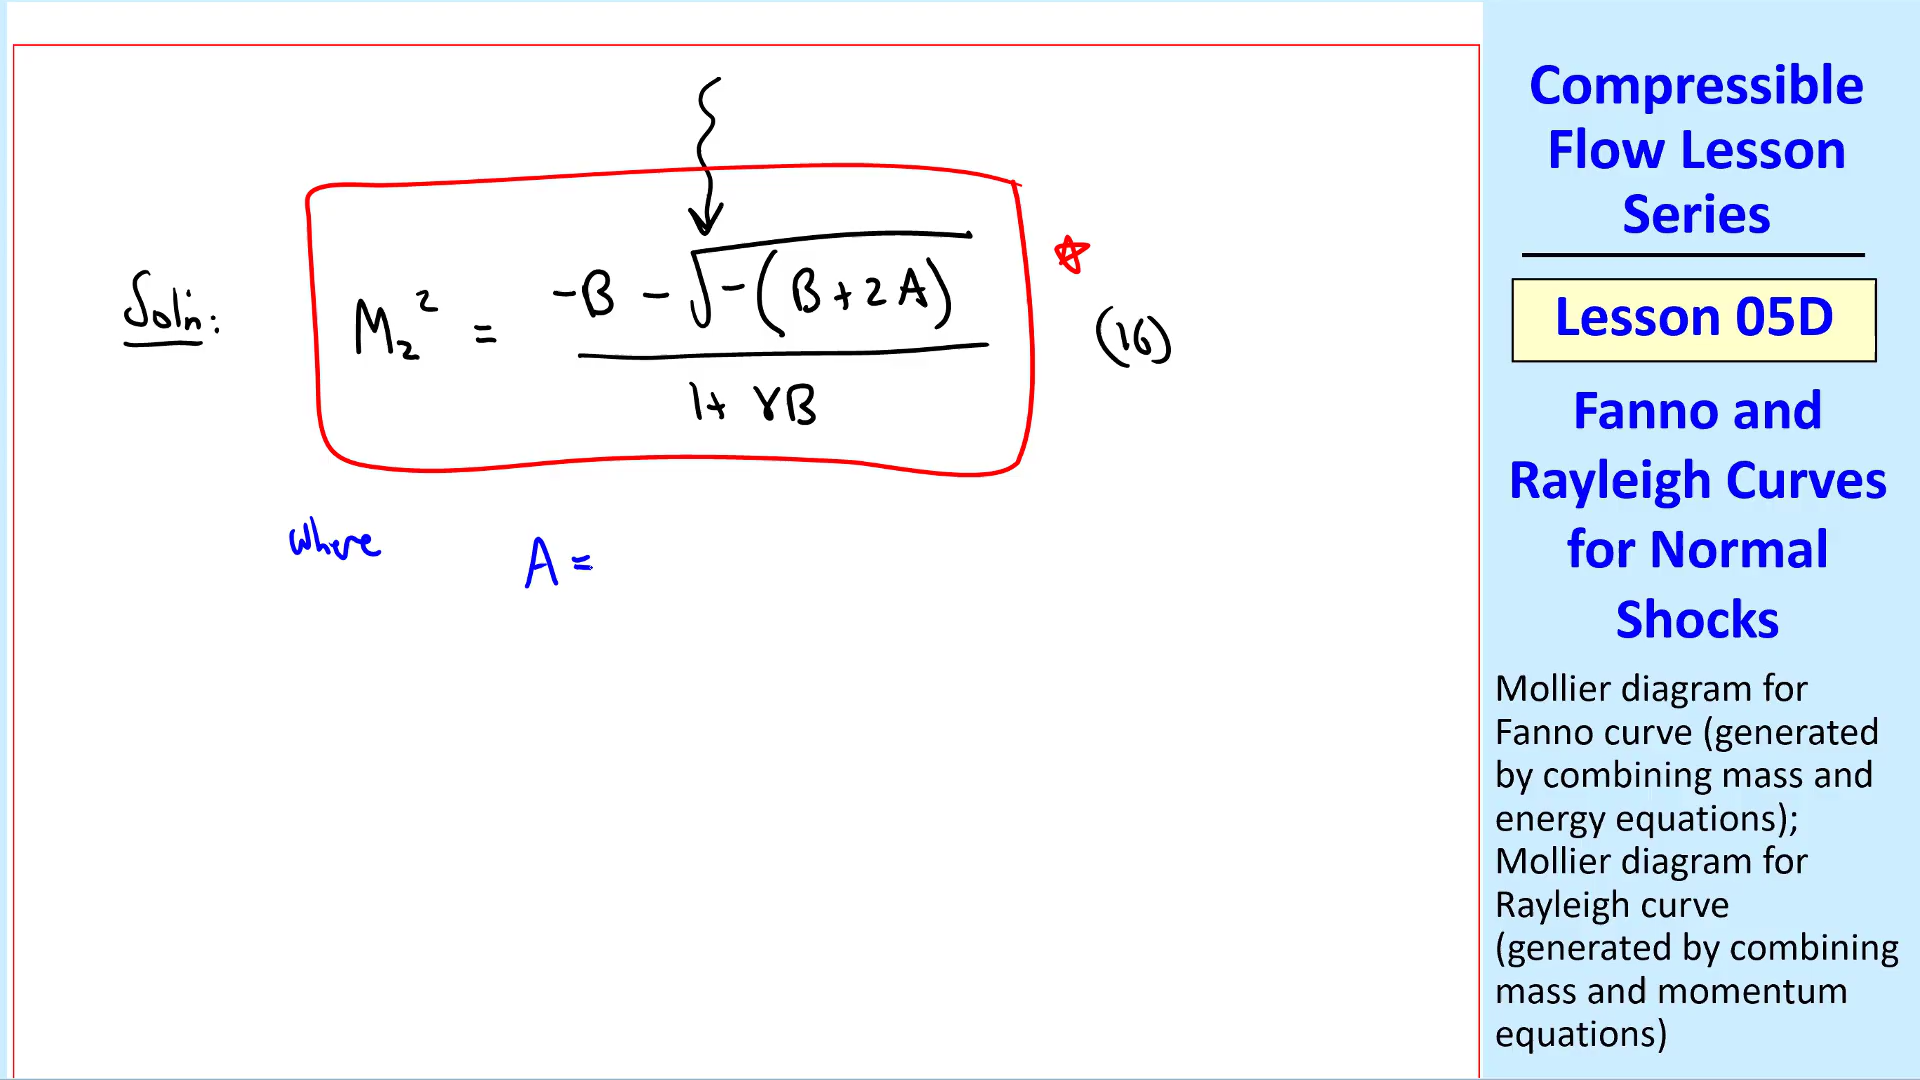 Soln: M₂² = (-B - √(-(B+2A))) / (1+γB) (16)
where A =
Compressible
Flow Lesson
Series
Lesson 05D
Fanno and
Rayleigh Curves
for Normal
Shocks
Mollier diagram for
Fanno curve (generated
by combining mass and
energy equations);
Mollier diagram for
Rayleigh curve
(generated by combining
mass and momentum
equations)